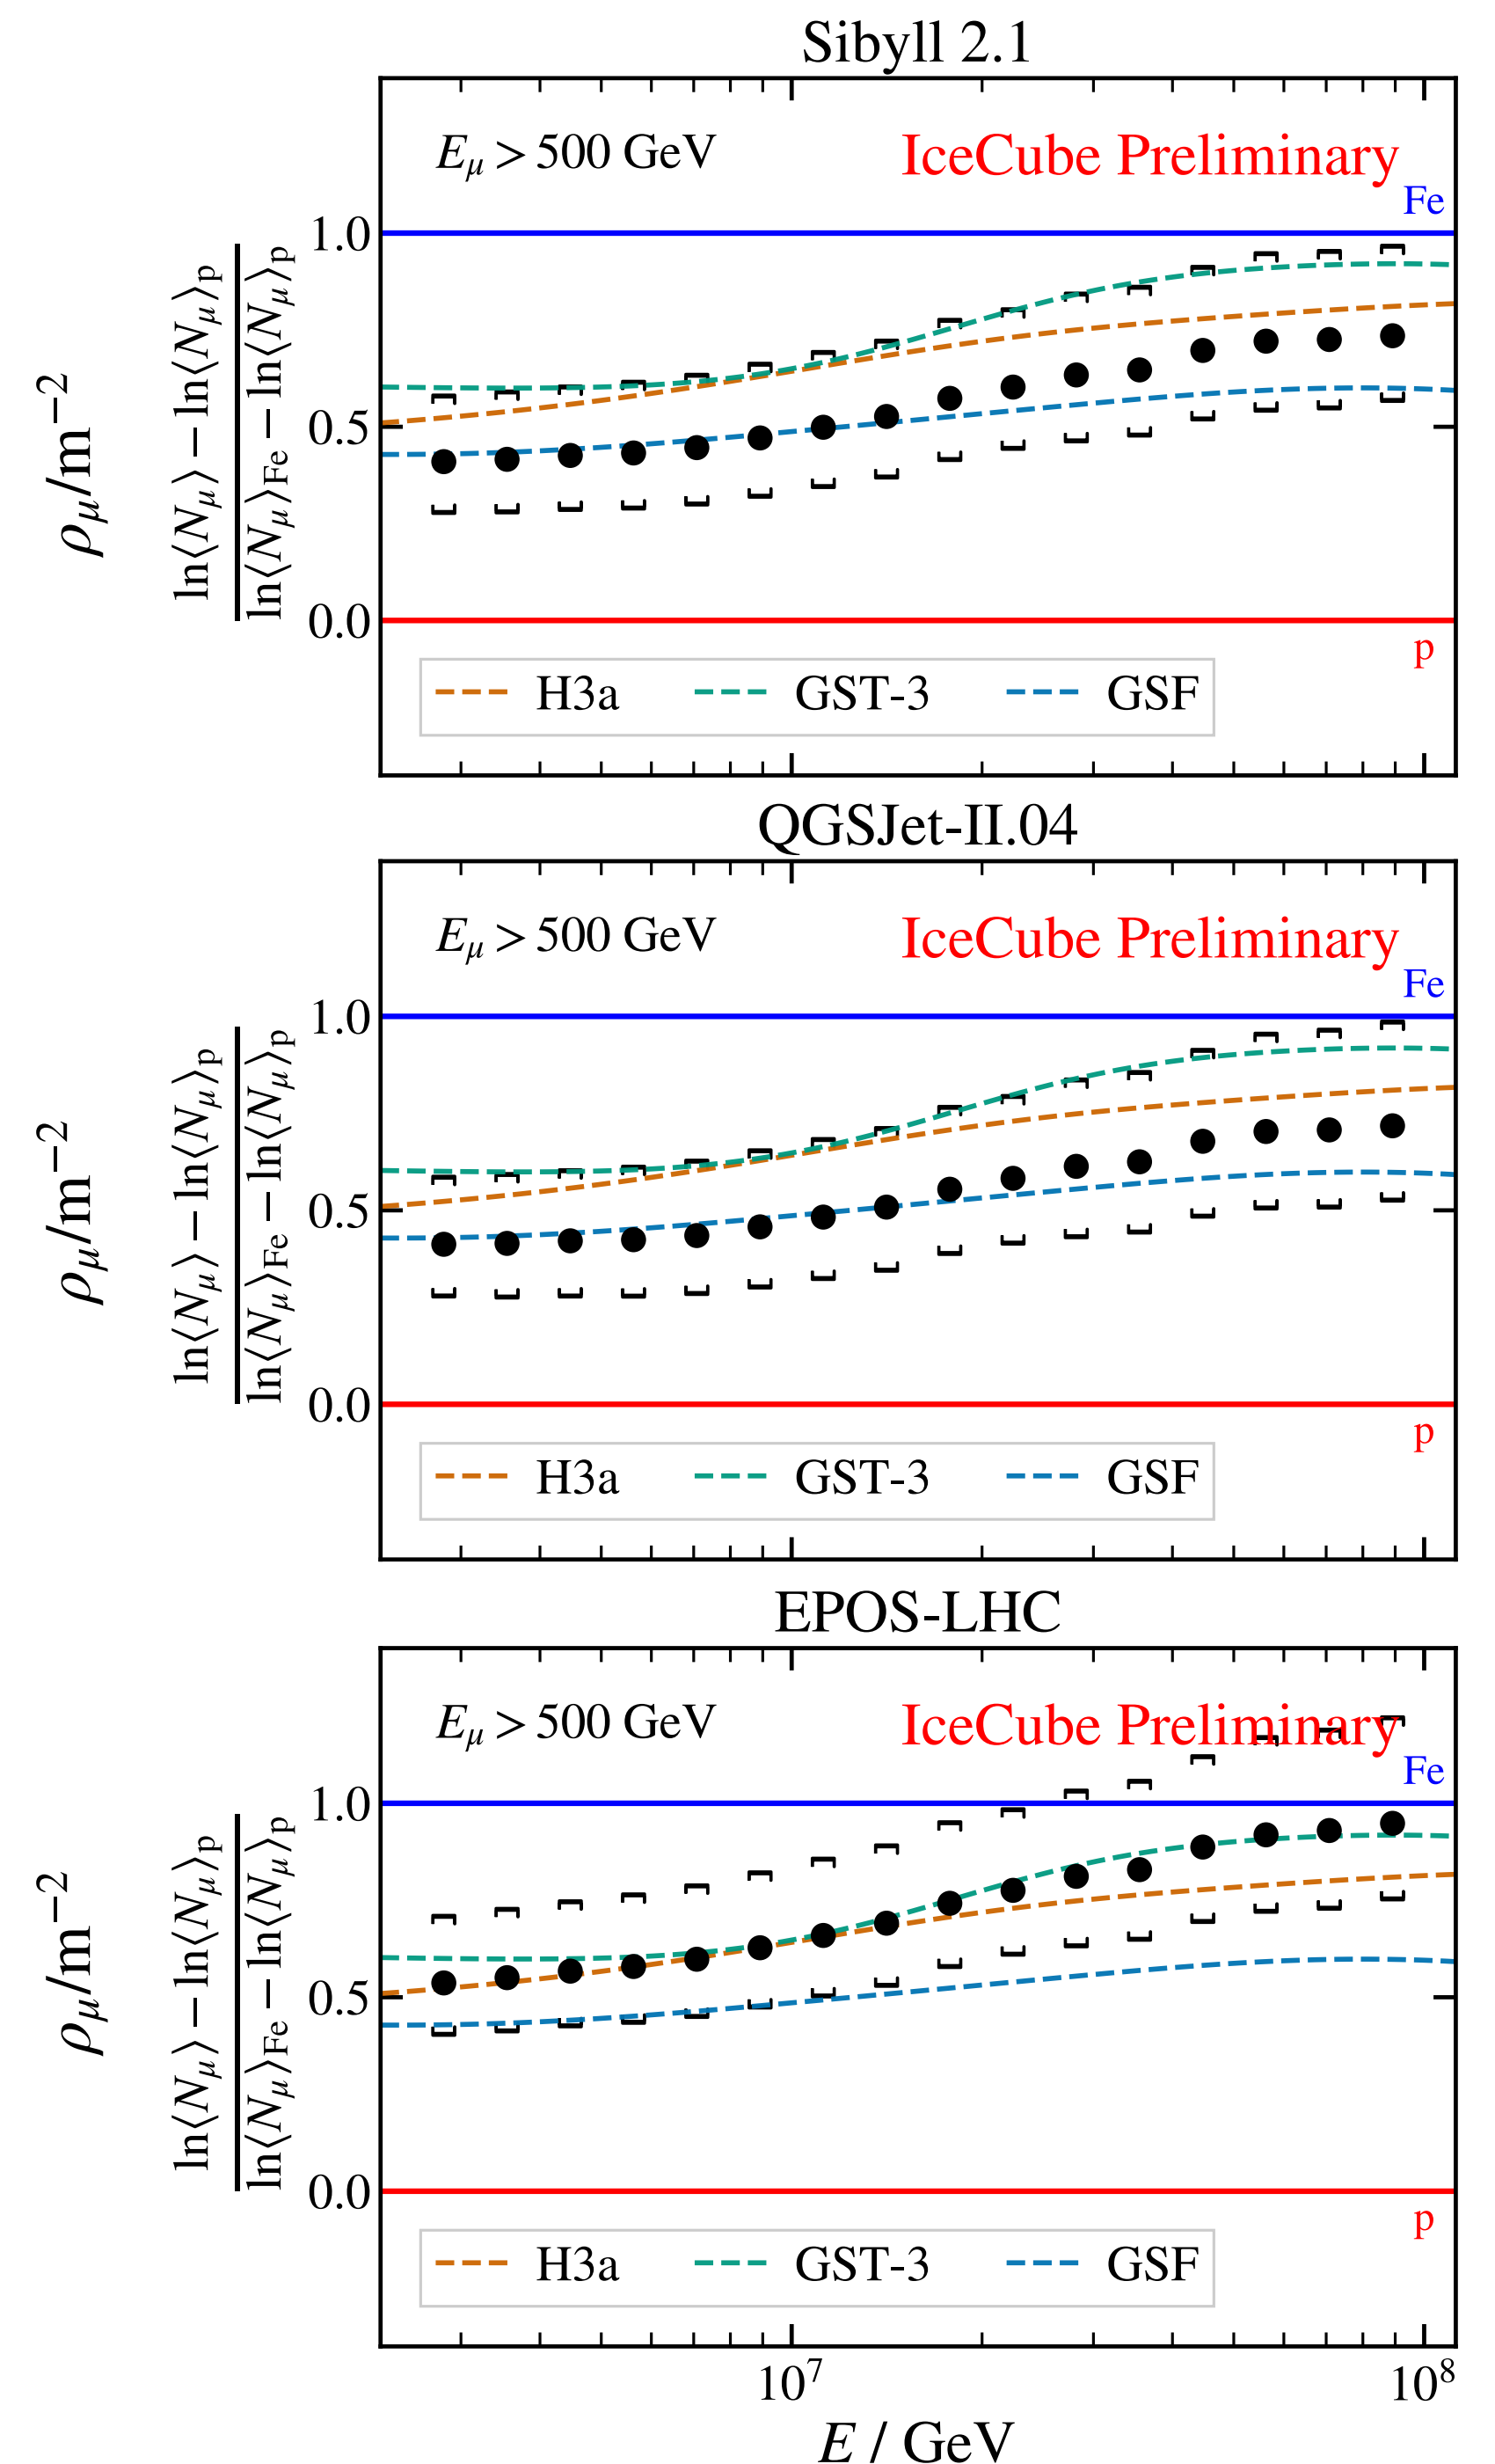 Sibyll 2.1
E_μ > 500 GeV
IceCube Preliminary
Fe
1.0
0.5
0.0
ρ_μ/m⁻²
ln⟨N_μ⟩ − ln⟨N_μ⟩_p
ln⟨N_μ⟩_Fe − ln⟨N_μ⟩_p
p
H3a GST-3 GSF
QGSJet-II.04
E_μ > 500 GeV
IceCube Preliminary
Fe
1.0
0.5
0.0
ρ_μ/m⁻²
ln⟨N_μ⟩ − ln⟨N_μ⟩_p
ln⟨N_μ⟩_Fe − ln⟨N_μ⟩_p
p
H3a GST-3 GSF
EPOS-LHC
E_μ > 500 GeV
IceCube Preliminary
Fe
1.0
0.5
0.0
ρ_μ/m⁻²
ln⟨N_μ⟩ − ln⟨N_μ⟩_p
ln⟨N_μ⟩_Fe − ln⟨N_μ⟩_p
p
H3a GST-3 GSF
10⁷ 10⁸
E / GeV